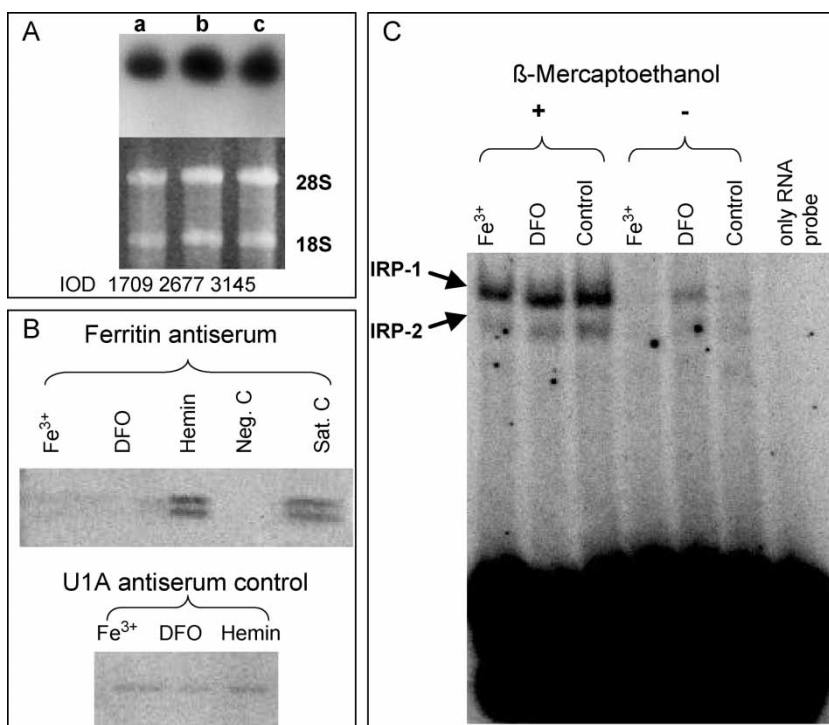 A
a b c
28S
18S
IOD 1709 2677 3145
B
Ferritin antiserum
Fe³⁺ DFO Hemin Neg. C Sat. C
U1A antiserum control
Fe³⁺ DFO Hemin
C
ß-Mercaptoethanol
+ -
Fe³⁺ DFO Control Fe³⁺ DFO Control only RNA probe
IRP-1
IRP-2